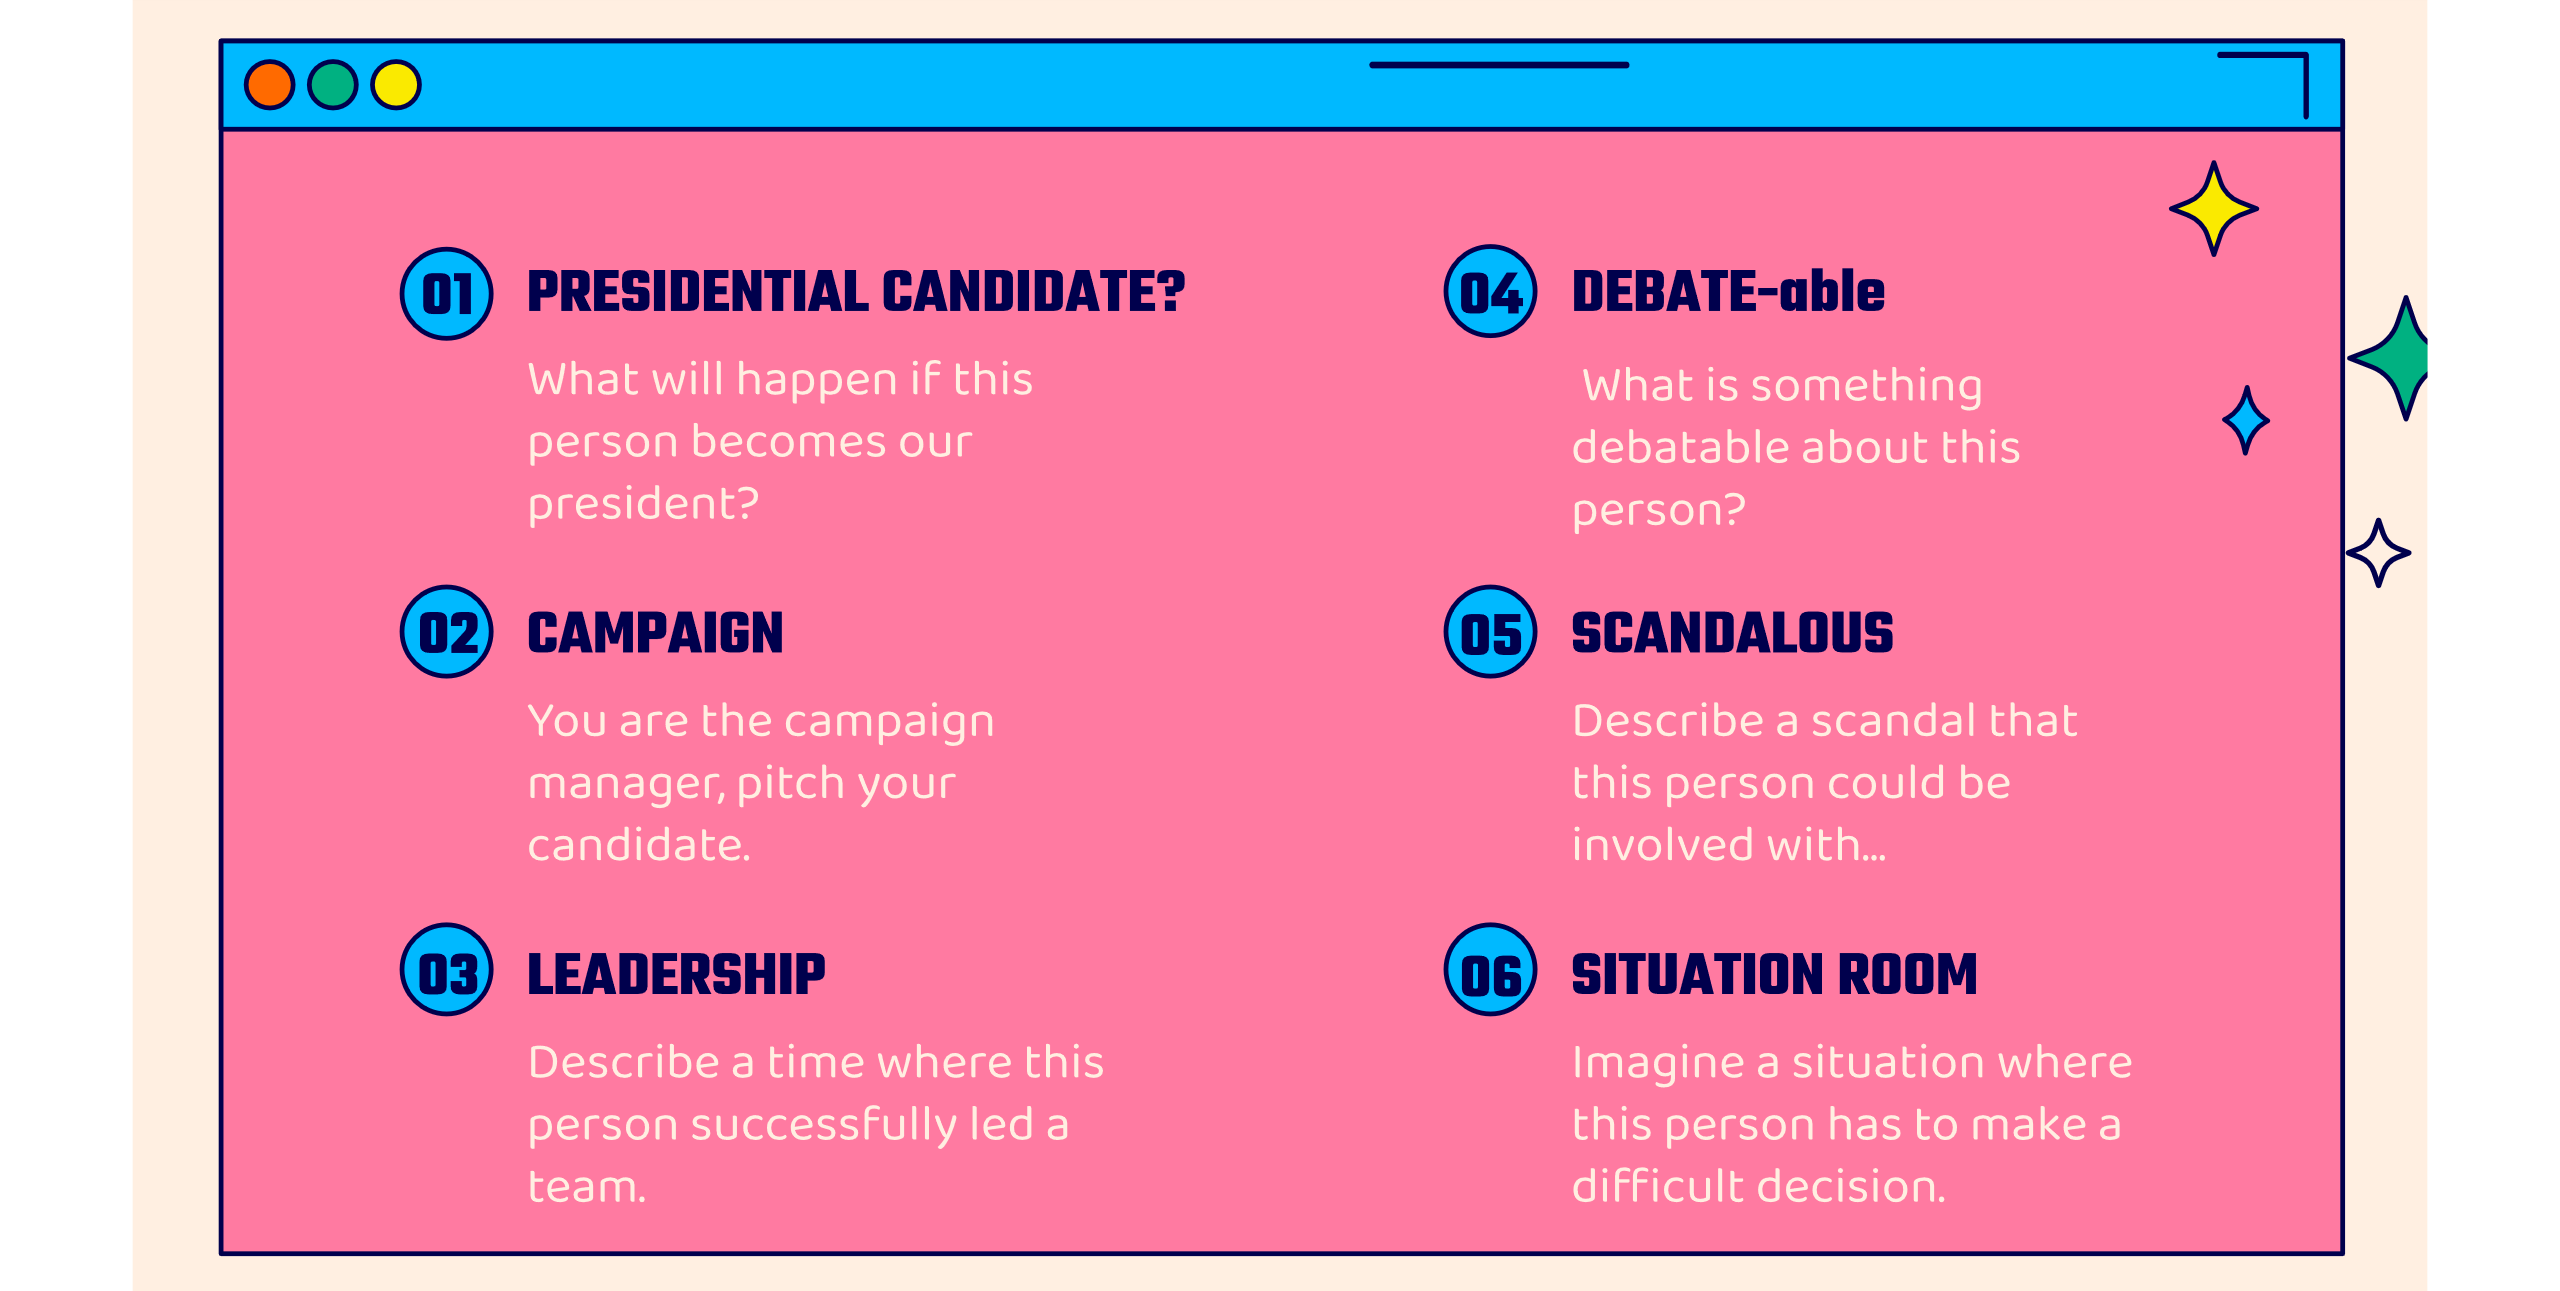 01 PRESIDENTIAL CANDIDATE?
What will happen if this
person becomes our
president?
02 CAMPAIGN
You are the campaign
manager, pitch your
candidate.
03 LEADERSHIP
Describe a time where this
person successfully led a
team.
04 DEBATE-able
What is something
debatable about this
person?
05 SCANDALOUS
Describe a scandal that
this person could be
involved with...
06 SITUATION ROOM
Imagine a situation where
this person has to make a
difficult decision.